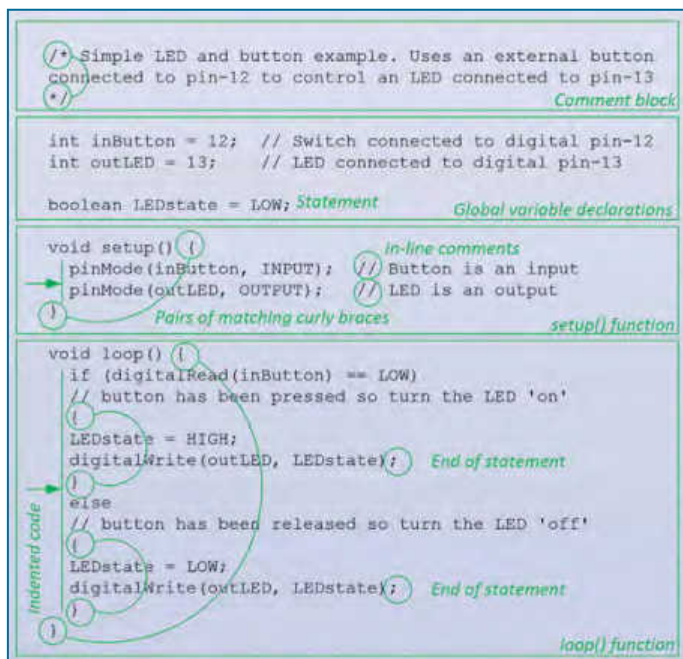 /* Simple LED and button example. Uses an external button
connected to pin-12 to control an LED connected to pin-13
*/
Comment block
int inButton = 12; // Switch connected to digital pin-12
int outLED = 13; // LED connected to digital pin-13
boolean LEDstate = LOW; Statement
Global variable declarations
void setup() {
In-line comments
pinMode(inButton, INPUT); // Button is an input
pinMode(outLED, OUTPUT); // LED is an output
}
Pairs of matching curly braces
setup() function
void loop() {
if (digitalRead(inButton) == LOW)
// button has been pressed so turn the LED 'on'
{
LEDstate = HIGH;
digitalWrite(outLED, LEDstate); End of statement
}
else
// button has been released so turn the LED 'off'
{
LEDstate = LOW;
digitalWrite(outLED, LEDstate); End of statement
}
}
Indented code
loop() function